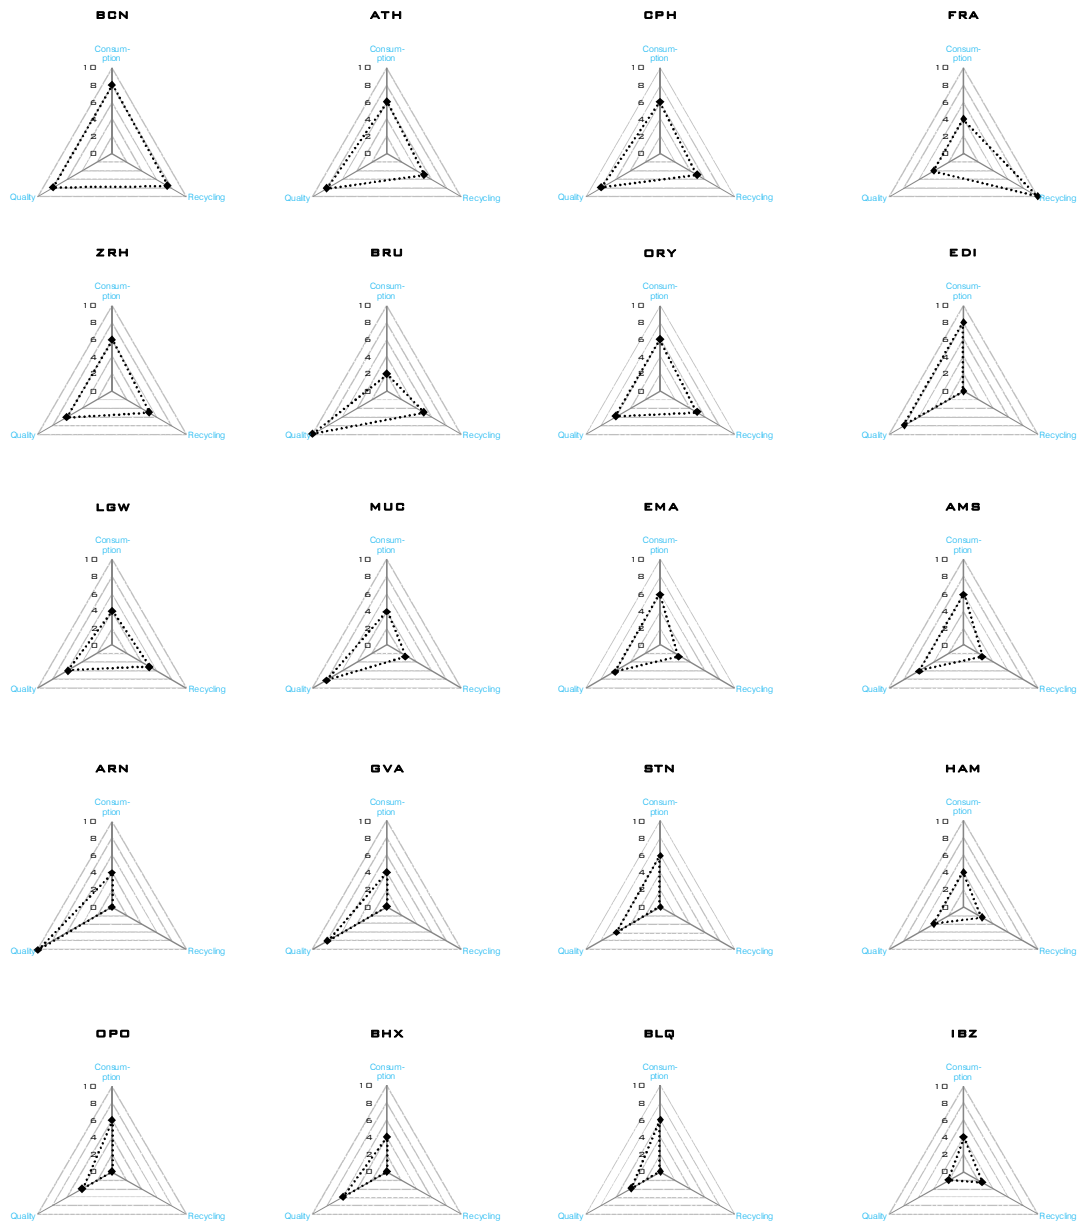 BCN ATH CPH FRA
Consum- Consum- Consum- Consum-
ption ption ption ption
10 10 10 10
8 8 8 8
6 6 6 6
4 4 4 4
2 2 2 2
0 0 0 0
Quality Recycling Quality Recycling Quality Recycling Quality Recycling
ZRH BRU ORY EDI
Consum- Consum- Consum- Consum-
ption ption ption ption
10 10 10 10
8 8 8 8
6 6 6 6
4 4 4 4
2 2 2 2
0 0 0 0
Quality Recycling Quality Recycling Quality Recycling Quality Recycling
LGW MUC EMA AMS
Consum- Consum- Consum- Consum-
ption ption ption ption
10 10 10 10
8 8 8 8
6 6 6 6
4 4 4 4
2 2 2 2
0 0 0 0
Quality Recycling Quality Recycling Quality Recycling Quality Recycling
ARN GVA STN HAM
Consum- Consum- Consum- Consum-
ption ption ption ption
10 10 10 10
8 8 8 8
6 6 6 6
4 4 4 4
2 2 2 2
0 0 0 0
Quality Recycling Quality Recycling Quality Recycling Quality Recycling
OPO BHX BLQ IBZ
Consum- Consum- Consum- Consum-
ption ption ption ption
10 10 10 10
8 8 8 8
6 6 6 6
4 4 4 4
2 2 2 2
0 0 0 0
Quality Recycling Quality Recycling Quality Recycling Quality Recycling